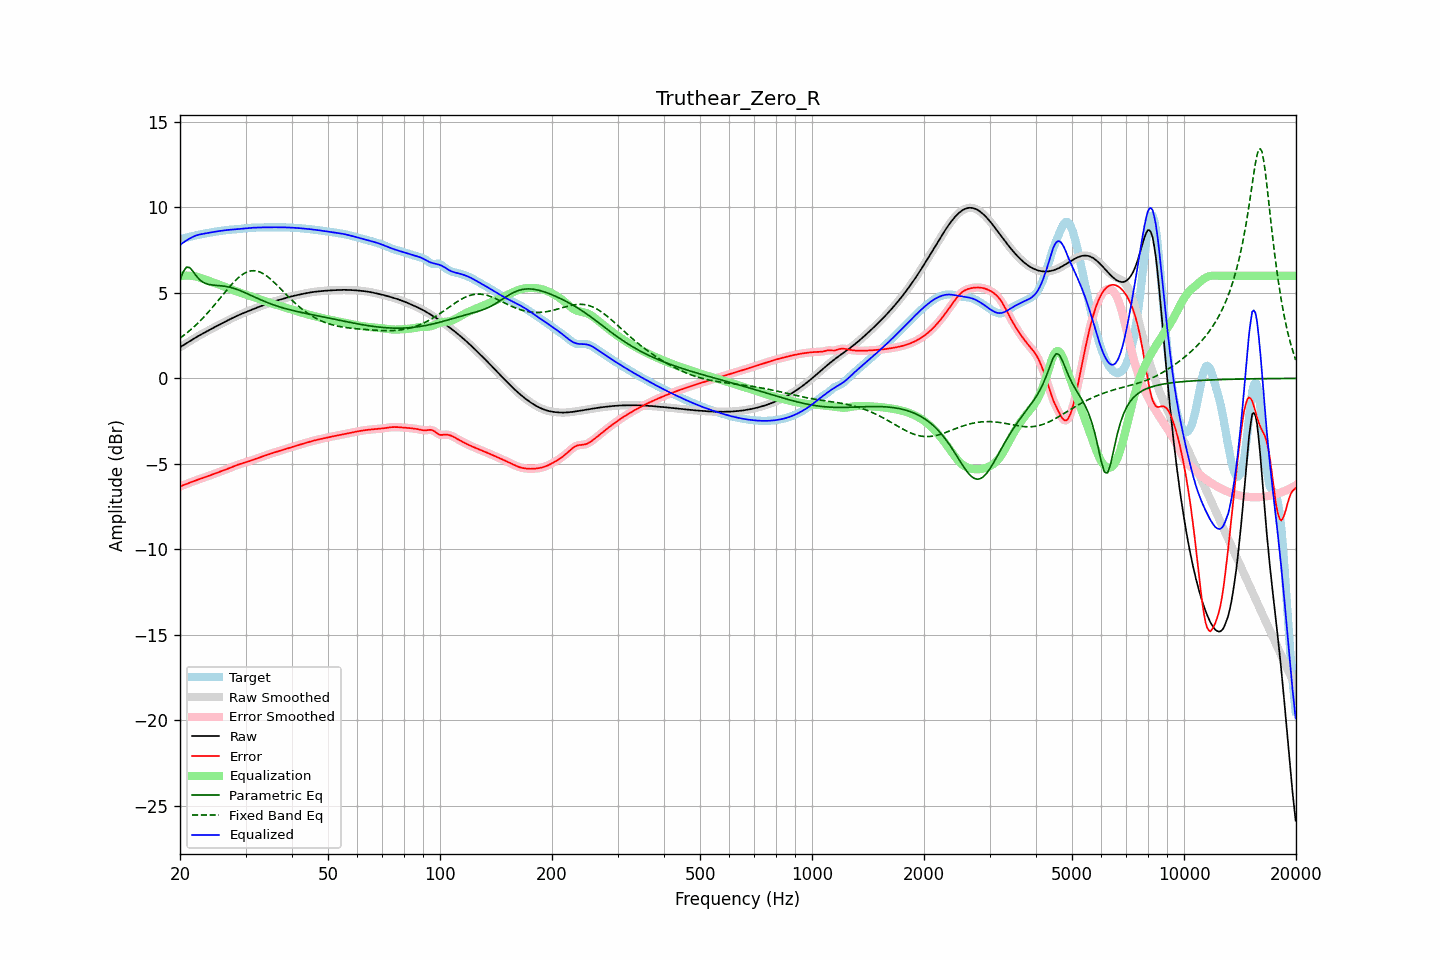 Truthear_Zero_R
Amplitude (dBr)
15
10
5
0
−5
−10
−15
−20
−25
Target
Raw Smoothed
Error Smoothed
Raw
Error
Equalization
Parametric Eq
Fixed Band Eq
Equalized
20 50 100 200 500 1000 2000 5000 10000 20000
Frequency (Hz)